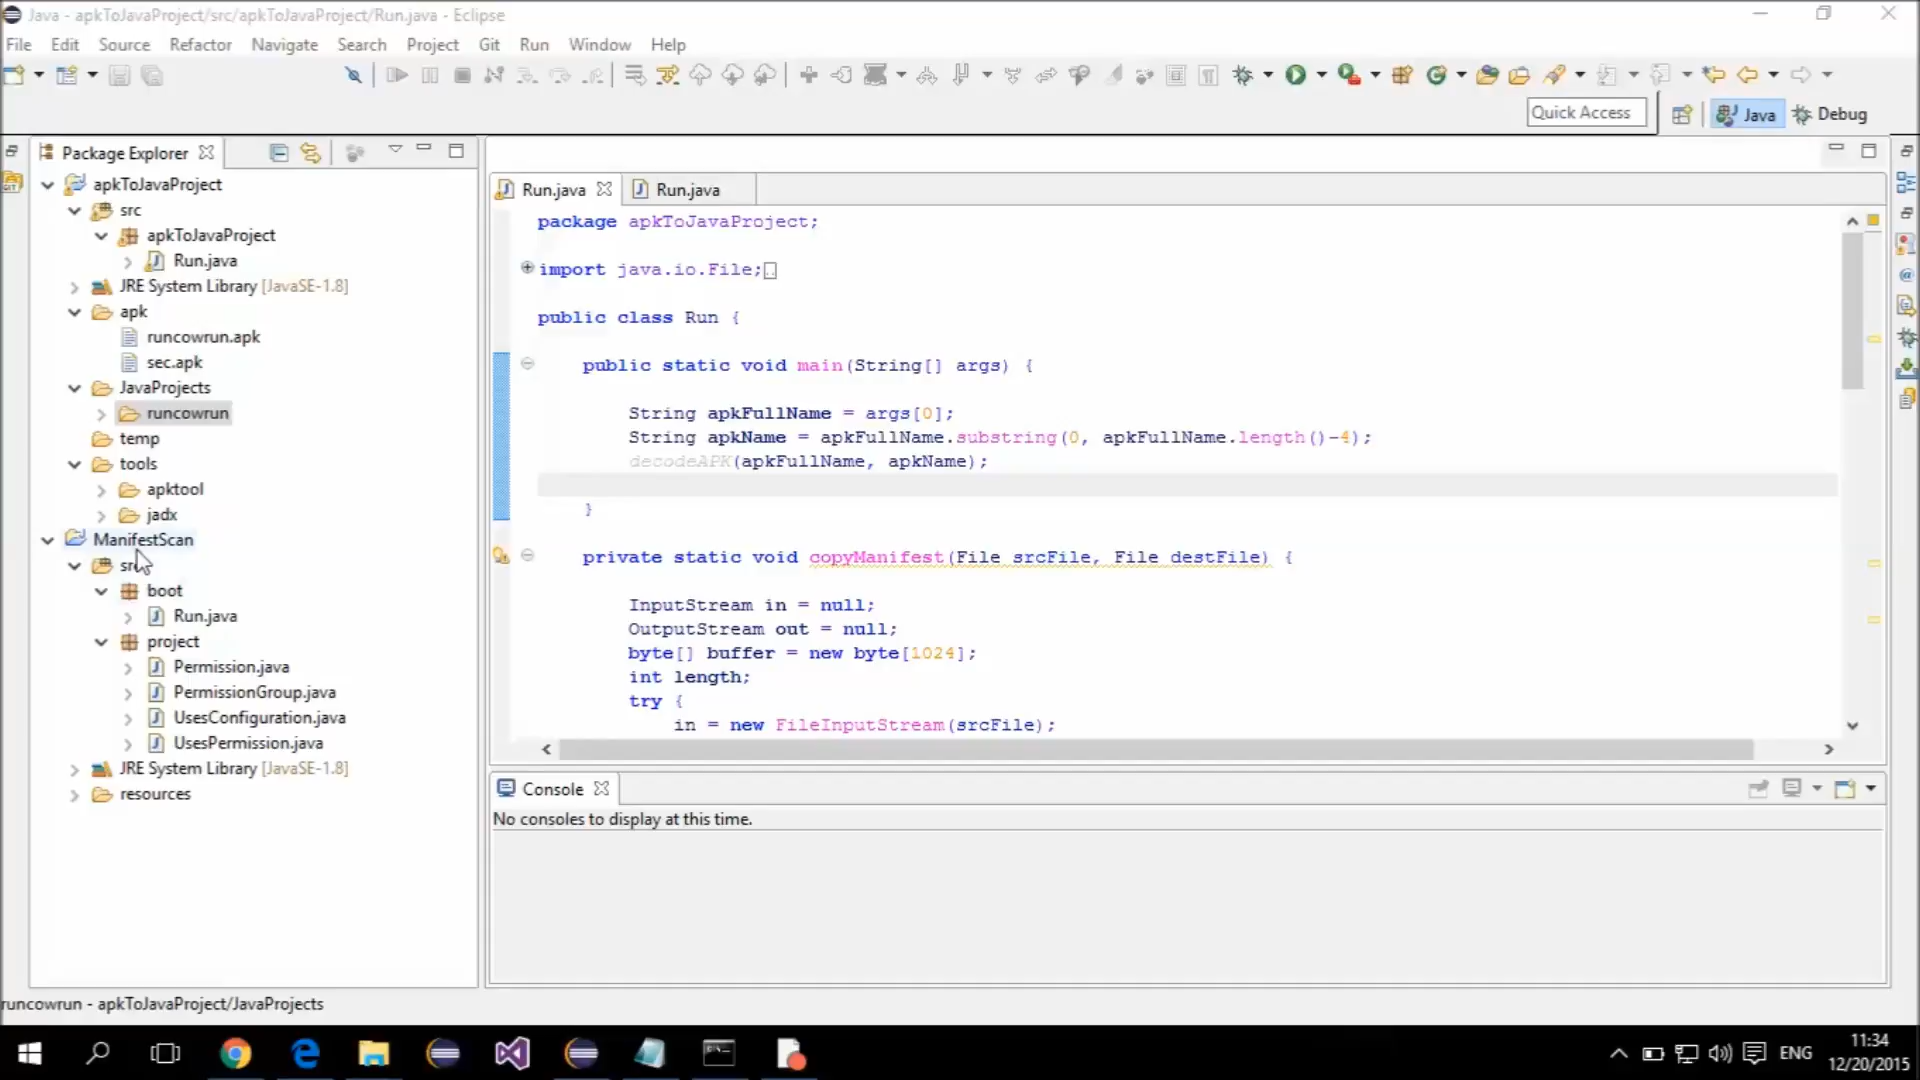 Java - apkToJavaProject/src/apkToJavaProject/Run.java - Eclipse
File Edit Source Refactor Navigate Search Project Git Run Window Help
Quick Access
Java
Debug
Package Explorer
apkToJavaProject
src
apkToJavaProject
Run.java
JRE System Library [JavaSE-1.8]
apk
runcowrun.apk
sec.apk
JavaProjects
runcowrun
temp
tools
apktool
jadx
ManifestScan
src
boot
Run.java
project
Permission.java
PermissionGroup.java
UsesConfiguration.java
UsesPermission.java
JRE System Library [JavaSE-1.8]
resources
Run.java
Run.java
package apkToJavaProject;
import java.io.File;
public class Run {
public static void main(String[] args) {
String apkFullName = args[0];
String apkName = apkFullName.substring(0, apkFullName.length()-4);
decodeAPK(apkFullName, apkName);
}
private static void copyManifest(File srcFile, File destFile) {
InputStream in = null;
OutputStream out = null;
byte[] buffer = new byte[1024];
int length;
try {
in = new FileInputStream(srcFile);
Console
No consoles to display at this time.
runcowrun - apkToJavaProject/JavaProjects
ENG
11:34
12/20/2015